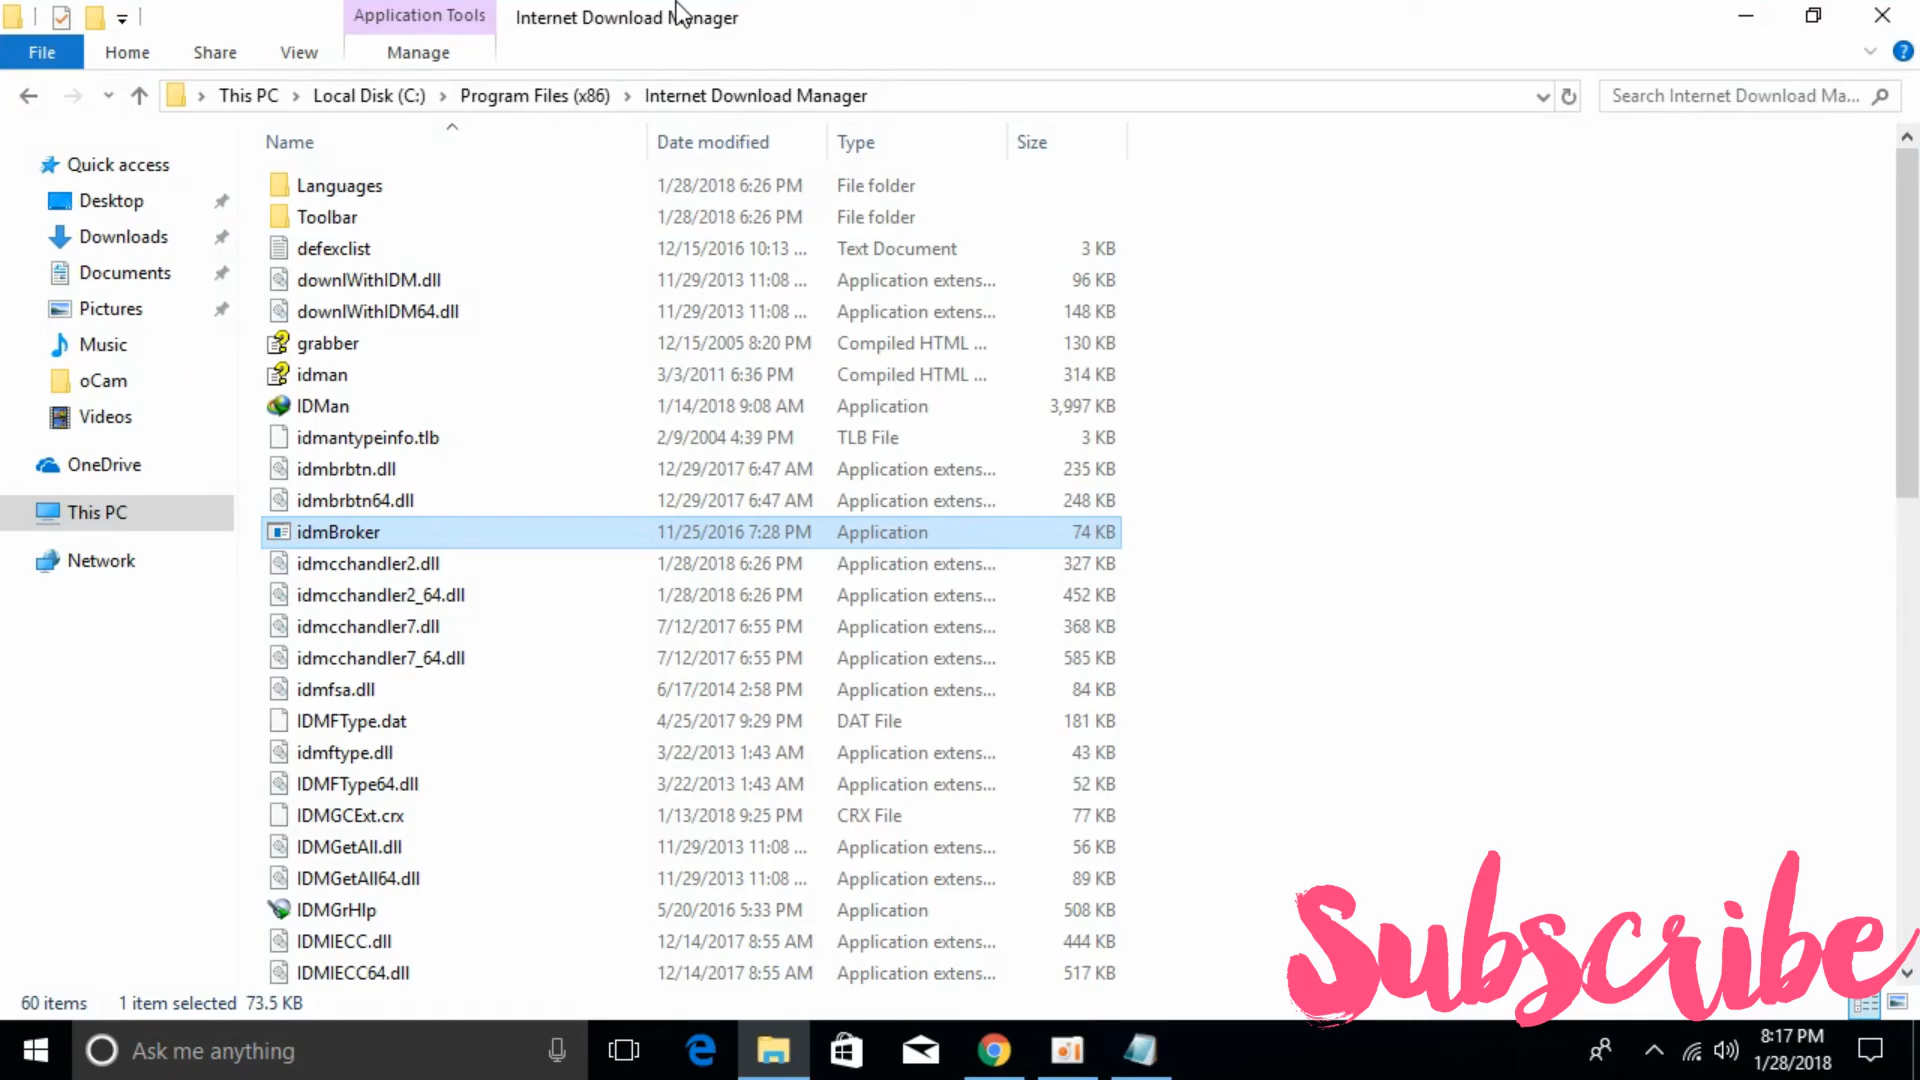 Application Tools Internet Download Manager
File Home Share View Manage
This PC Local Disk (C:) Program Files (x86) Internet Download Manager Search Internet Download Ma...
Name Date modified Type Size
Quick access
Desktop
Downloads
Documents
Pictures
Music
oCam
Videos
OneDrive
This PC
Network
Languages 1/28/2018 6:26 PM File folder
Toolbar 1/28/2018 6:26 PM File folder
defexclist 12/15/2016 10:13 ... Text Document 3 KB
downlWithIDM.dll 11/29/2013 11:08 ... Application extens... 96 KB
downlWithIDM64.dll 11/29/2013 11:08 ... Application extens... 148 KB
grabber 12/15/2005 8:20 PM Compiled HTML ... 130 KB
idman 3/3/2011 6:36 PM Compiled HTML ... 314 KB
IDMan 1/14/2018 9:08 AM Application 3,997 KB
idmantypeinfo.tlb 2/9/2004 4:39 PM TLB File 3 KB
idmbrbtn.dll 12/29/2017 6:47 AM Application extens... 235 KB
idmbrbtn64.dll 12/29/2017 6:47 AM Application extens... 248 KB
idmBroker 11/25/2016 7:28 PM Application 74 KB
idmcchandler2.dll 1/28/2018 6:26 PM Application extens... 327 KB
idmcchandler2_64.dll 1/28/2018 6:26 PM Application extens... 452 KB
idmcchandler7.dll 7/12/2017 6:55 PM Application extens... 368 KB
idmcchandler7_64.dll 7/12/2017 6:55 PM Application extens... 585 KB
idmfsa.dll 6/17/2014 2:58 PM Application extens... 84 KB
IDMFType.dat 4/25/2017 9:29 PM DAT File 181 KB
idmftype.dll 3/22/2013 1:43 AM Application extens... 43 KB
IDMFType64.dll 3/22/2013 1:43 AM Application extens... 52 KB
IDMGCExt.crx 1/13/2018 9:25 PM CRX File 77 KB
IDMGetAll.dll 11/29/2013 11:08 ... Application extens... 56 KB
IDMGetAll64.dll 11/29/2013 11:08 ... Application extens... 89 KB
IDMGrHlp 5/20/2016 5:33 PM Application 508 KB
IDMIECC.dll 12/14/2017 8:55 AM Application extens... 444 KB
IDMIECC64.dll 12/14/2017 8:55 AM Application extens... 517 KB
Subscribe
60 items 1 item selected 73.5 KB
Ask me anything
8:17 PM
1/28/2018